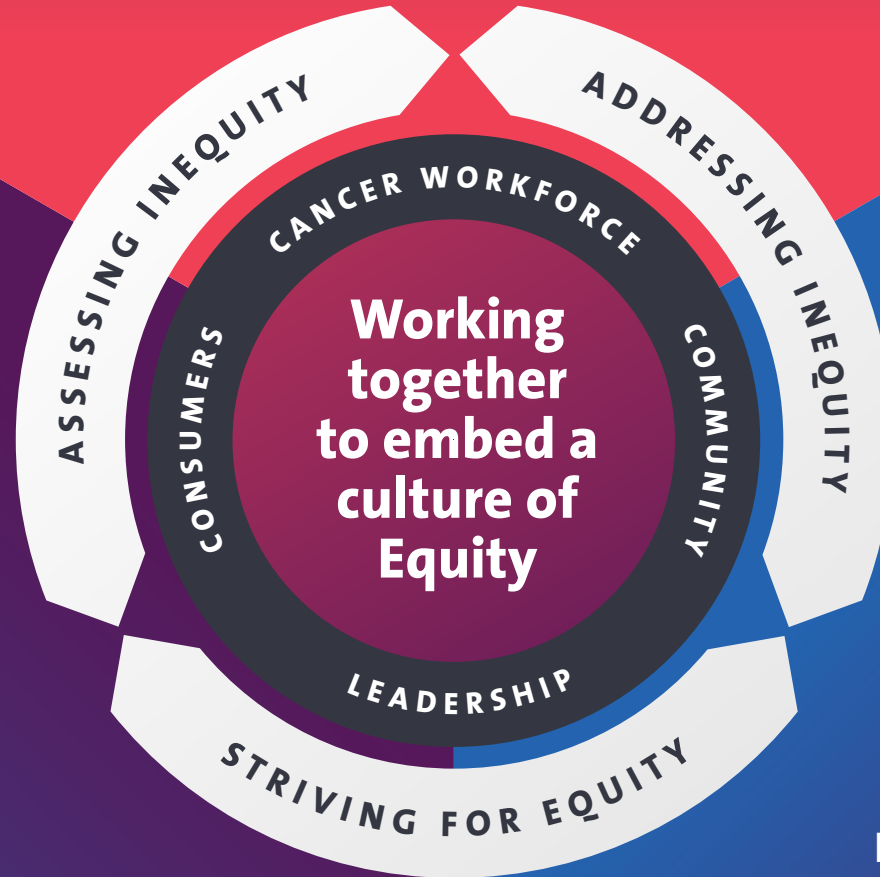 ASSESSING INEQUITY
ADDRESSING INEQUITY
CANCER WORKFORCE
CONSUMERS
COMMUNITY
Working
together
to embed a
culture of
Equity
LEADERSHIP
STRIVING FOR EQUITY